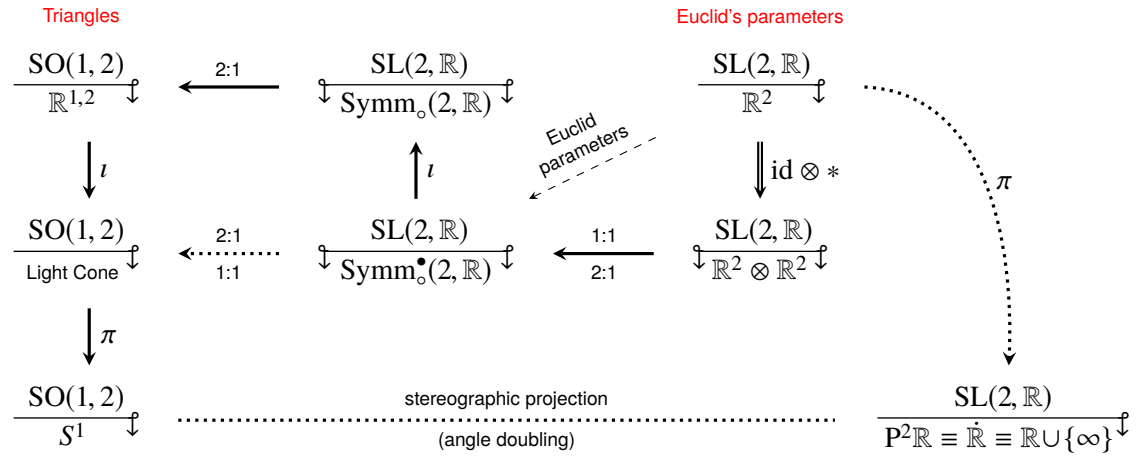 Triangles
Euclid's parameters
SO(1, 2)
ℝ^{1,2}
2:1
SL(2, ℝ)
Symm_∘(2, ℝ)
SL(2, ℝ)
ℝ²
Euclid
parameters
ι
ι
id ⊗ ∗
π
SO(1, 2)
Light Cone
2:1
1:1
SL(2, ℝ)
Symm_∘^•(2, ℝ)
1:1
2:1
SL(2, ℝ)
ℝ² ⊗ ℝ²
π
SO(1, 2)
S¹
stereographic projection
(angle doubling)
SL(2, ℝ)
P²ℝ ≡ Ṙ ≡ ℝ∪{∞}